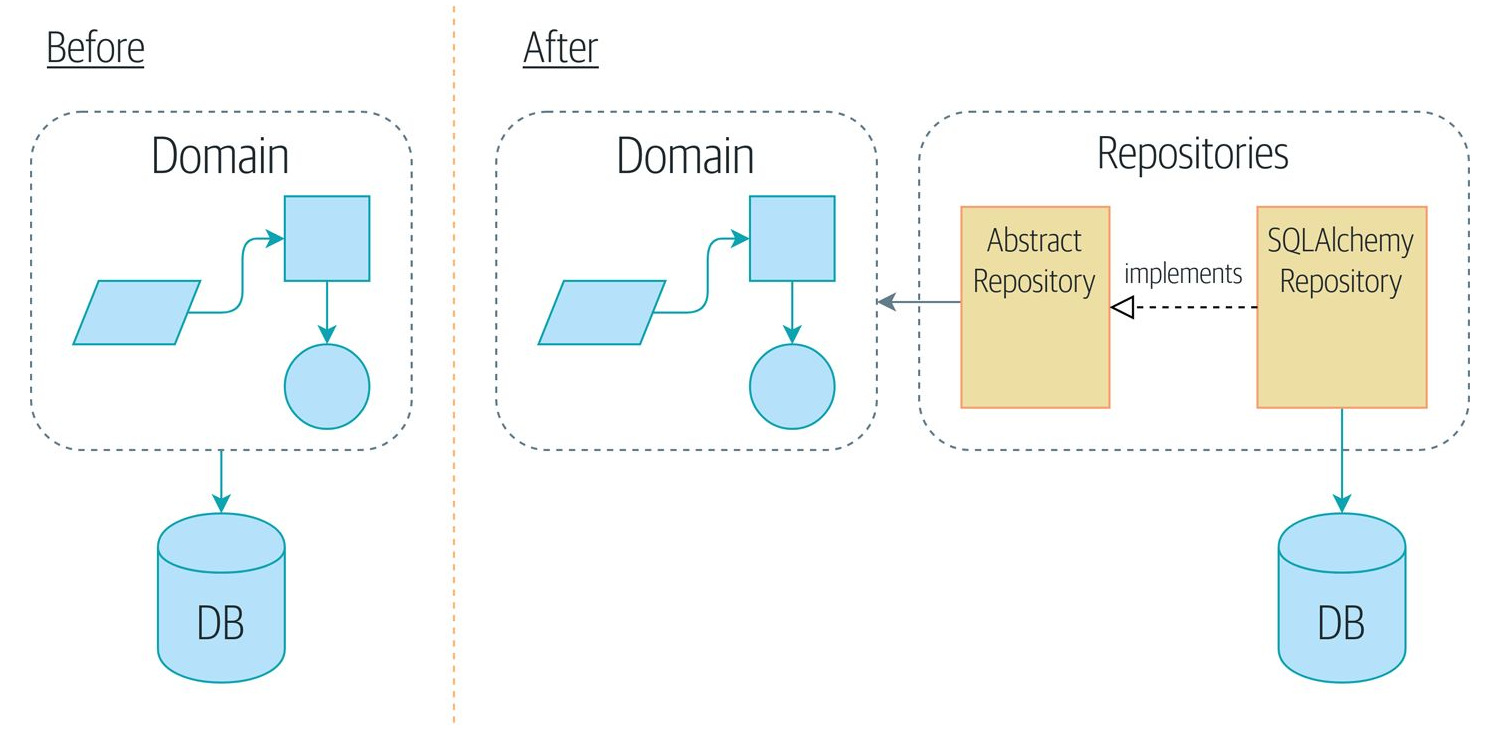 Before
Domain
DB
After
Domain
Repositories
Abstract
Repository
implements
SQLAlchemy
Repository
DB